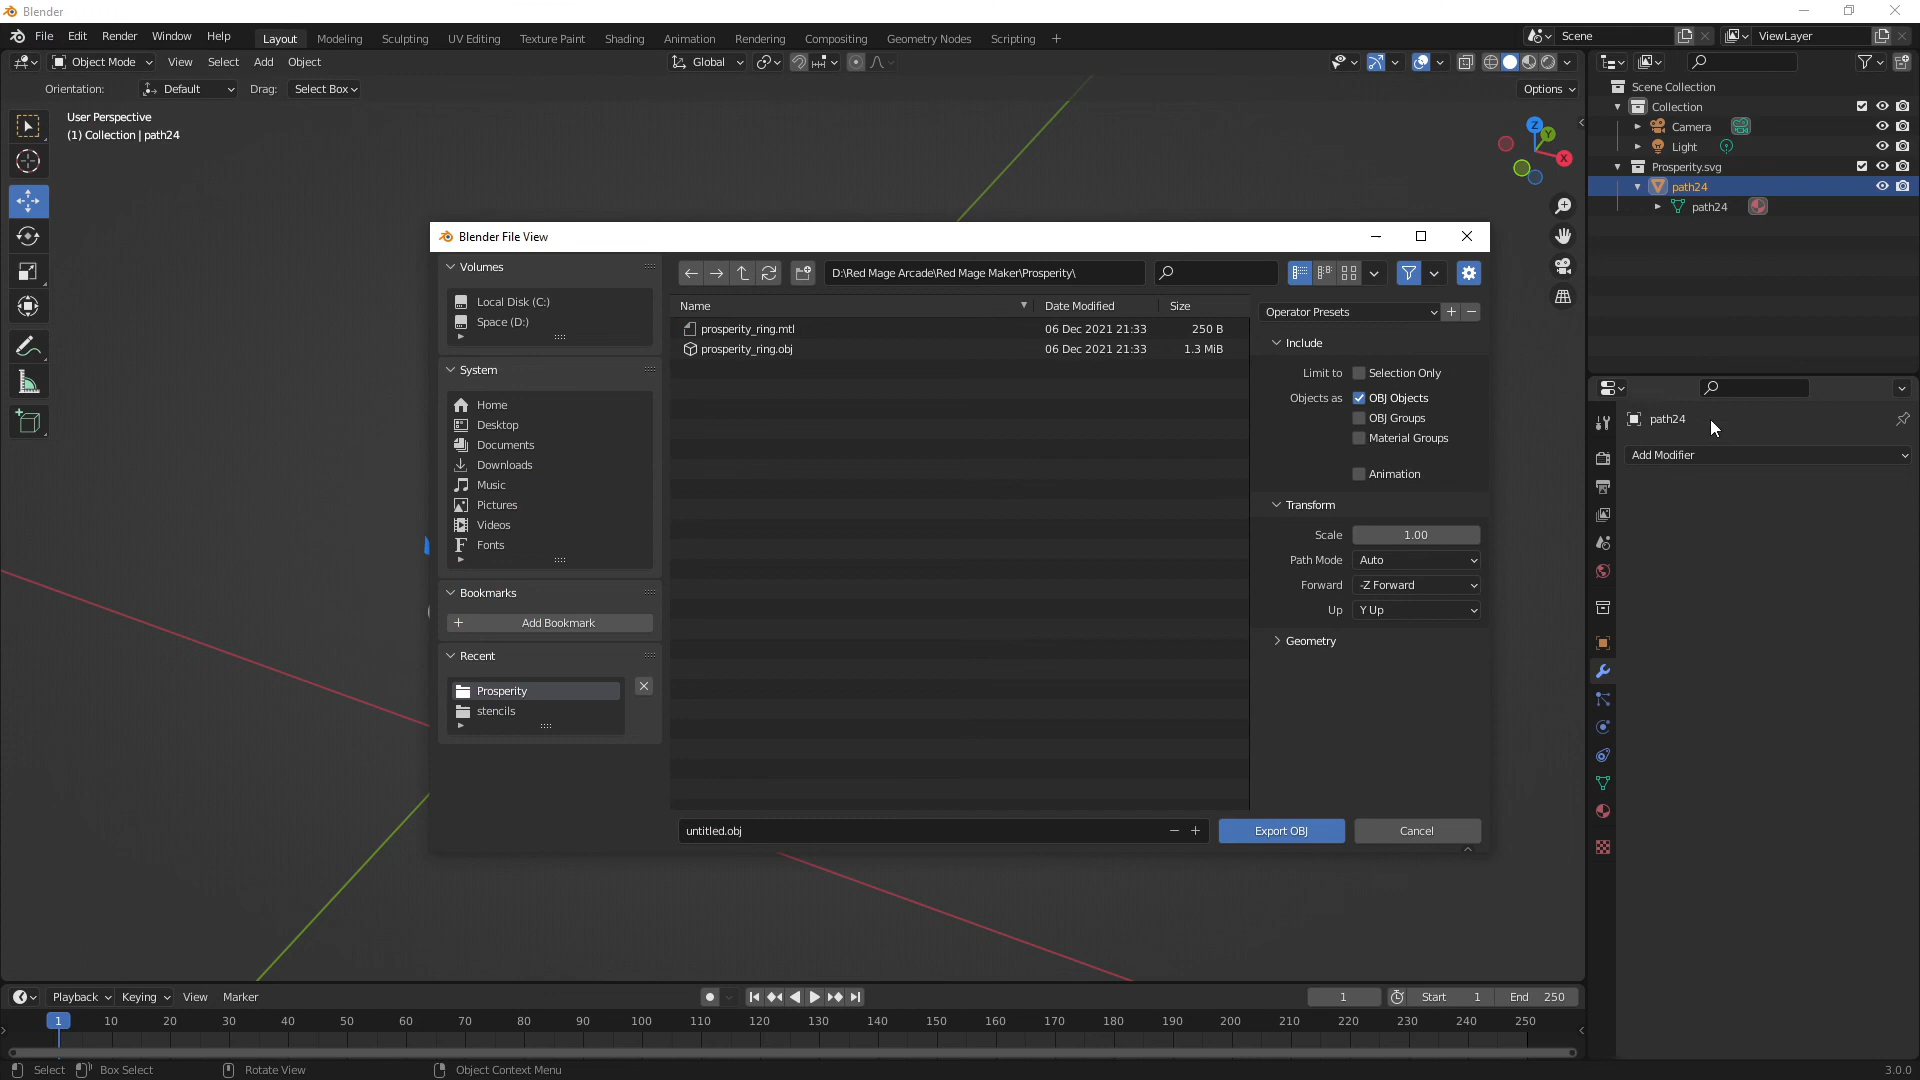 Blender
File Edit Render Window Help Layout Modeling Sculpting UV Editing Texture Paint Shading Animation Rendering Compositing Geometry Nodes Scripting + Scene ViewLayer
Object Mode View Select Add Object Global
Orientation: Default Drag: Select Box Options
User Perspective
(1) Collection | path24
Z
Y
X
Scene Collection
Collection
Camera
Light
Prosperity.svg
path24
path24
Blender File View
Volumes
Local Disk (C:)
Space (D:)
System
Home
Desktop
Documents
Downloads
Music
Pictures
Videos
Fonts
Bookmarks
Add Bookmark
Recent
Prosperity
stencils
D:\Red Mage Arcade\Red Mage Maker\Prosperity\
Name Date Modified Size
prosperity_ring.mtl 06 Dec 2021 21:33 250 B
prosperity_ring.obj 06 Dec 2021 21:33 1.3 MiB
Operator Presets
Include
Limit to Selection Only
Objects as OBJ Objects
OBJ Groups
Material Groups
Animation
Transform
Scale 1.00
Path Mode Auto
Forward -Z Forward
Up Y Up
Geometry
untitled.obj Export OBJ Cancel
path24
Add Modifier
Playback Keying View Marker 1 Start 1 End 250
1 10 20 30 40 50 60 70 80 90 100 110 120 130 140 150 160 170 180 190 200 210 220 230 240 250
Select Box Select Rotate View Object Context Menu 3.0.0